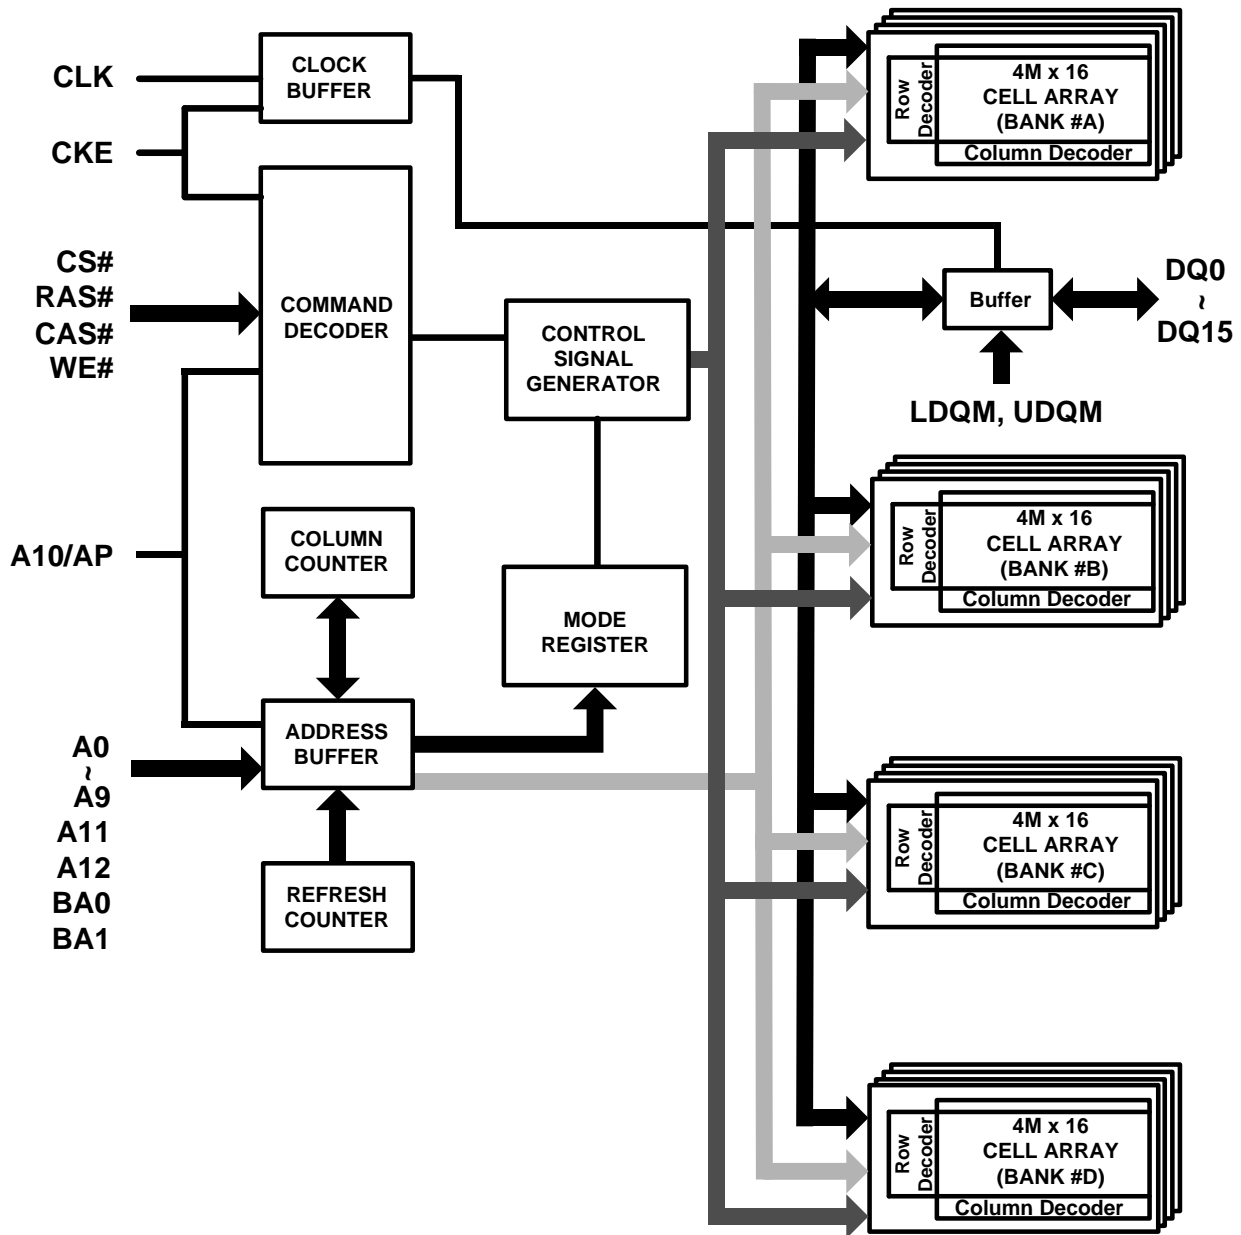 CLK
CKE
CS#
RAS#
CAS#
WE#
A10/AP
A0
~
A9
A11
A12
BA0
BA1
CLOCK
BUFFER
COMMAND
DECODER
COLUMN
COUNTER
ADDRESS
BUFFER
REFRESH
COUNTER
CONTROL
SIGNAL
GENERATOR
MODE
REGISTER
Row
Decoder
4M x 16
CELL ARRAY
(BANK #A)
Column Decoder
Buffer
DQ0
~
DQ15
LDQM, UDQM
Row
Decoder
4M x 16
CELL ARRAY
(BANK #B)
Column Decoder
Row
Decoder
4M x 16
CELL ARRAY
(BANK #C)
Column Decoder
Row
Decoder
4M x 16
CELL ARRAY
(BANK #D)
Column Decoder